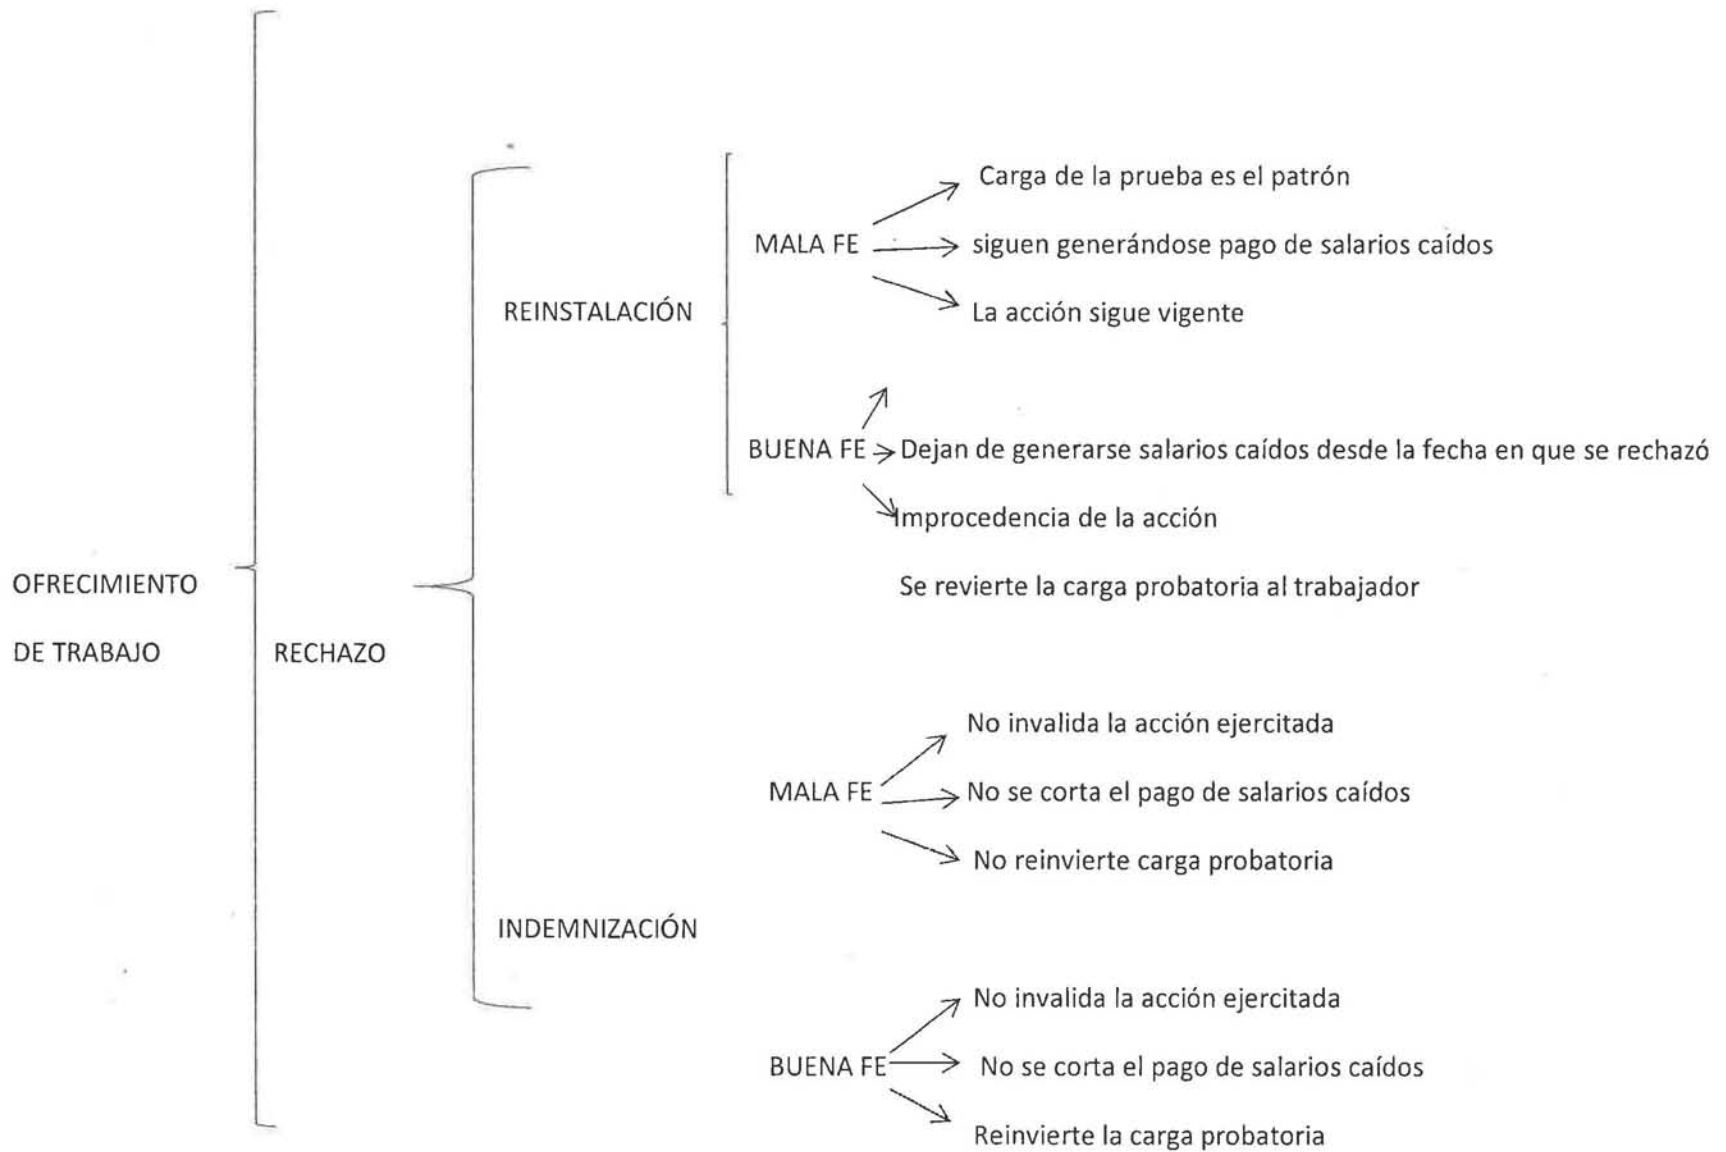 OFRECIMIENTO
DE TRABAJO
RECHAZO
REINSTALACIÓN
MALA FE
Carga de la prueba es el patrón
siguen generándose pago de salarios caídos
La acción sigue vigente
BUENA FE
Dejan de generarse salarios caídos desde la fecha en que se rechazó
Improcedencia de la acción
Se revierte la carga probatoria al trabajador
INDEMNIZACIÓN
MALA FE
No invalida la acción ejercitada
No se corta el pago de salarios caídos
No reinvierte carga probatoria
BUENA FE
No invalida la acción ejercitada
No se corta el pago de salarios caídos
Reinvierte la carga probatoria